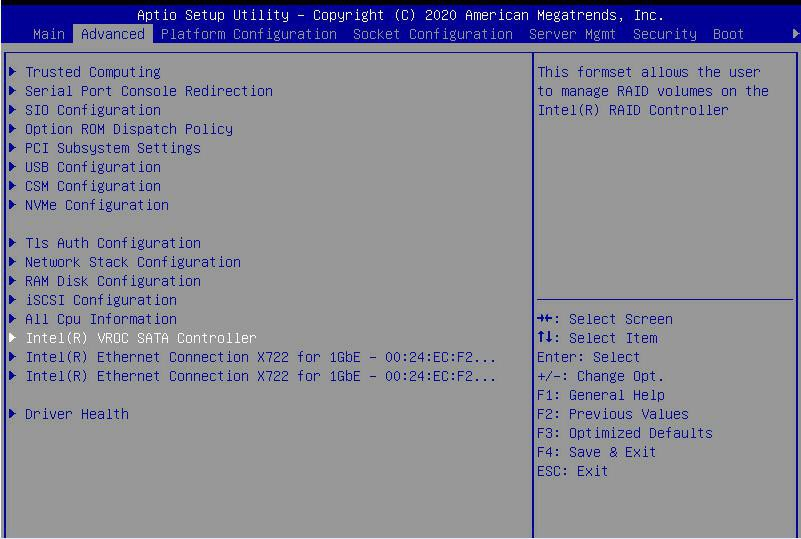 Aptio Setup Utility – Copyright (C) 2020 American Megatrends, Inc.
Main Advanced Platform Configuration Socket Configuration Server Mgmt Security Boot
Trusted Computing
Serial Port Console Redirection
SIO Configuration
Option ROM Dispatch Policy
PCI Subsystem Settings
USB Configuration
CSM Configuration
NVMe Configuration
Tls Auth Configuration
Network Stack Configuration
RAM Disk Configuration
iSCSI Configuration
All Cpu Information
Intel(R) VROC SATA Controller
Intel(R) Ethernet Connection X722 for 1GbE – 00:24:EC:F2...
Intel(R) Ethernet Connection X722 for 1GbE – 00:24:EC:F2...
Driver Health
This formset allows the user
to manage RAID volumes on the
Intel(R) RAID Controller
→←: Select Screen
↑↓: Select Item
Enter: Select
+/–: Change Opt.
F1: General Help
F2: Previous Values
F3: Optimized Defaults
F4: Save & Exit
ESC: Exit